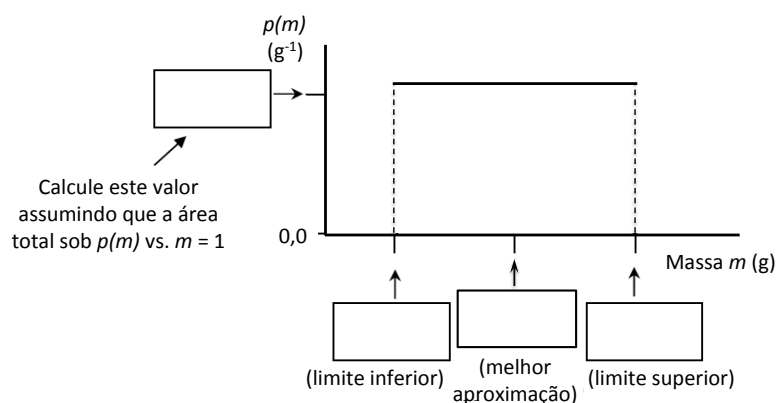 p(m)
(g⁻¹)
Calcule este valor
assumindo que a área
total sob p(m) vs. m = 1
0,0
Massa m (g)
(limite inferior)
(melhor
aproximação)
(limite superior)